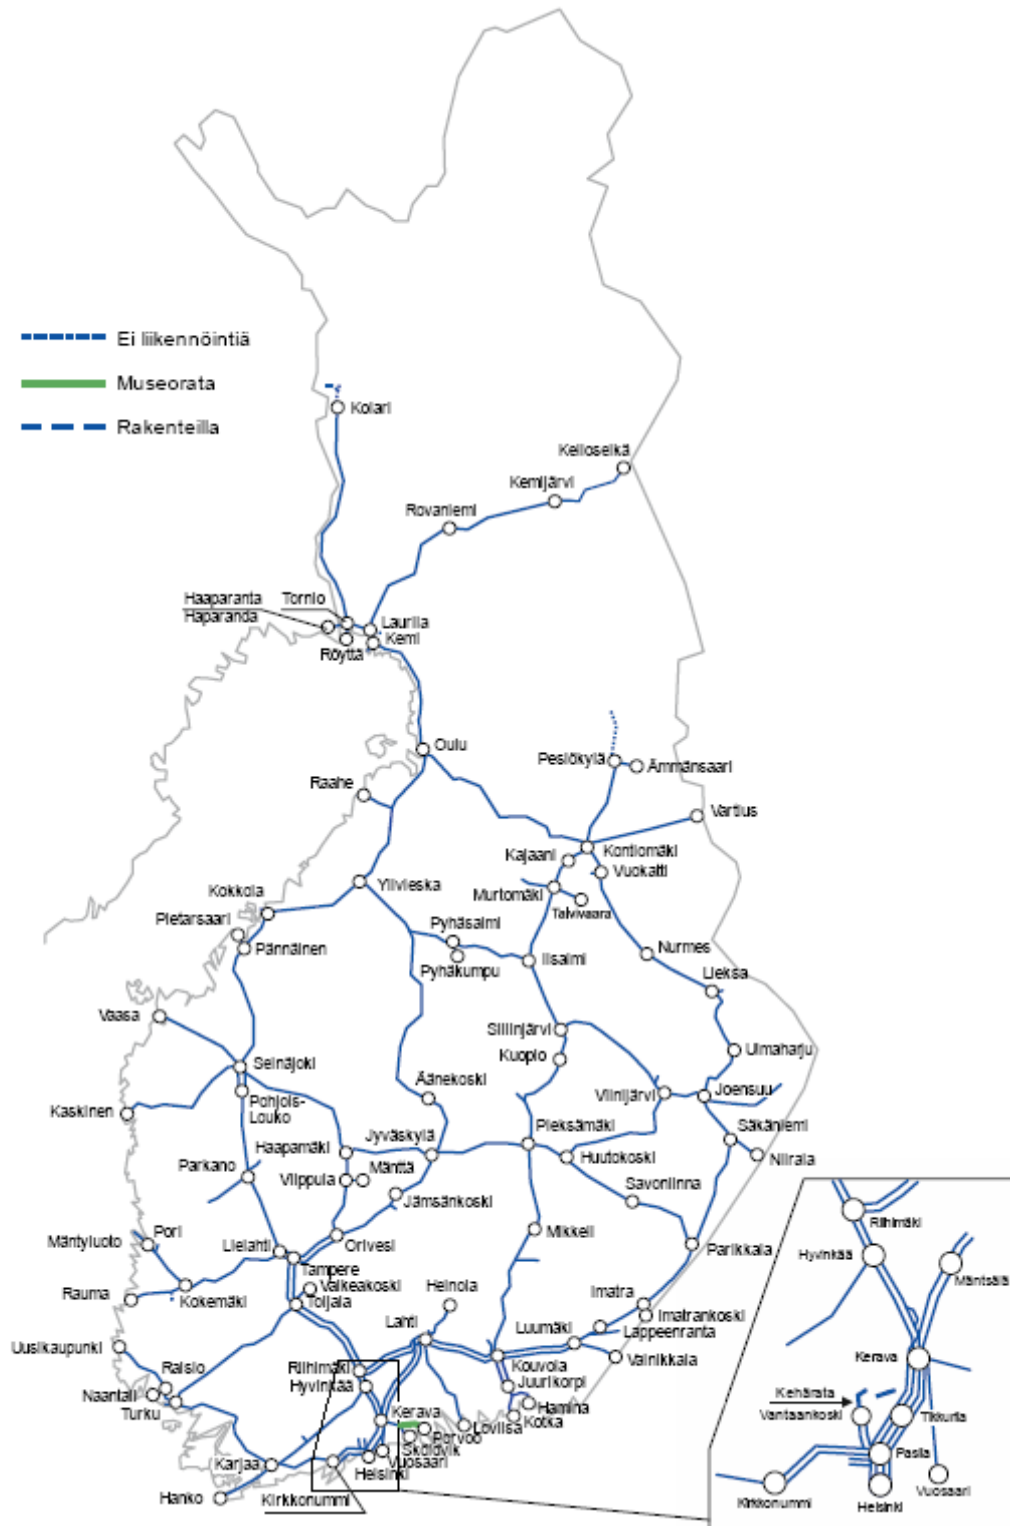 Ei liikennöintiä
Museorata
Rakenteilla
Kolari
Kelloselkä
Kemijärvi
Rovaniemi
Haaparanta
Haparanda
Tornio
Laurila
Kemi
Röyttä
Oulu
Pesiökylä
Ämmänsaari
Raahe
Vartius
Kontiomäki
Kajaani
Vuokatti
Ylivieska
Murtomäki
Talvivaara
Kokkola
Pietarsaari
Pännäinen
Pyhäsalmi
Pyhäkumpu
Iisalmi
Nurmes
Lieksa
Vaasa
Siilinjärvi
Kuopio
Uimaharju
Seinäjoki
Äänekoski
Viinijärvi
Joensuu
Pohjois-
Louko
Kaskinen
Säkäniemi
Haapamäki
Jyväskylä
Pieksämäki
Huutokoski
Niirala
Parkano
Vilppula
Mänttä
Jämsänkoski
Savonlinna
Mikkeli
Orivesi
Parikkala
Pori
Mäntyluoto
Lielahti
Tampere
Valkeakoski
Toijala
Heinola
Imatra
Imatrankoski
Rauma
Kokemäki
Lahti
Luumäki
Lappeenranta
Vainikkala
Kouvola
Uusikaupunki
Raisio
Riihimäki
Hyvinkää
Juurikorpi
Hamina
Kotka
Naantali
Turku
Kerava
Porvoo
Loviisa
Sköldvik
Vuosaari
Helsinki
Karjaa
Hanko
Kirkkonummi
Riihimäki
Hyvinkää
Mäntsälä
Kerava
Kehärata
Vantaankoski
Tikkurila
Pasila
Kirkkonummi
Helsinki
Vuosaari